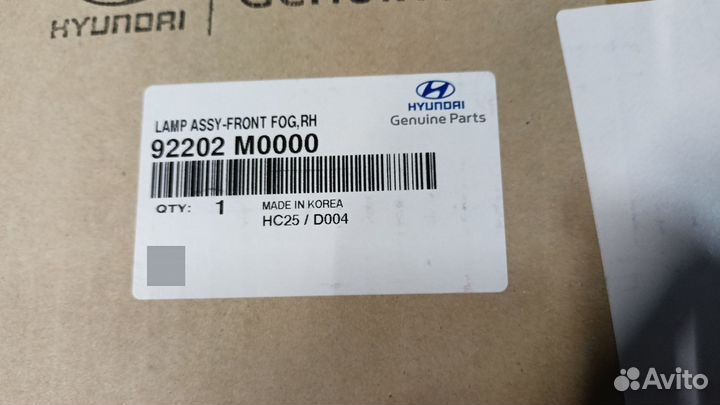 HYUNDAI
HYUNDAI
Genuine Parts
LAMP ASSY-FRONT FOG,RH
92202 M0000
QTY: 1
MADE IN KOREA
HC25 / D004
Avito